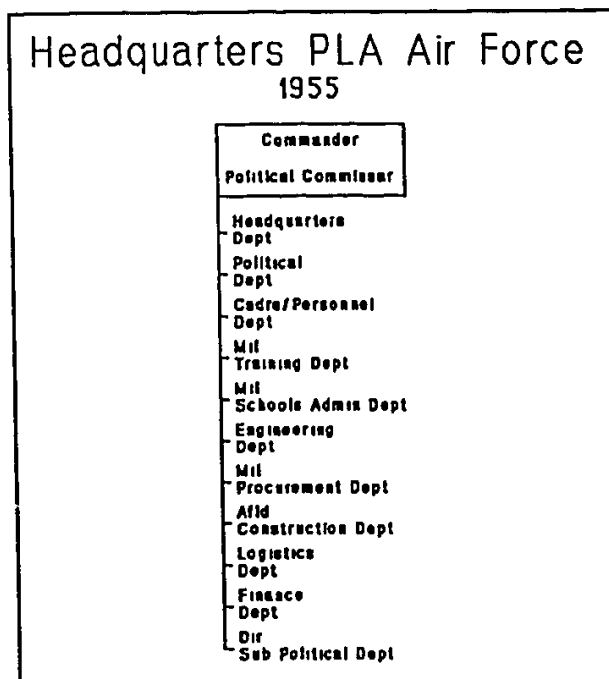 Headquarters PLA Air Force
1955
Commander
Political Commissar
Headquarters
Dept
Political
Dept
Cadre/Personnel
Dept
Mil
Training Dept
Mil
Schools Admin Dept
Engineering
Dept
Mil
Procurement Dept
Afld
Construction Dept
Logistics
Dept
Finance
Dept
Dir
Sub Political Dept